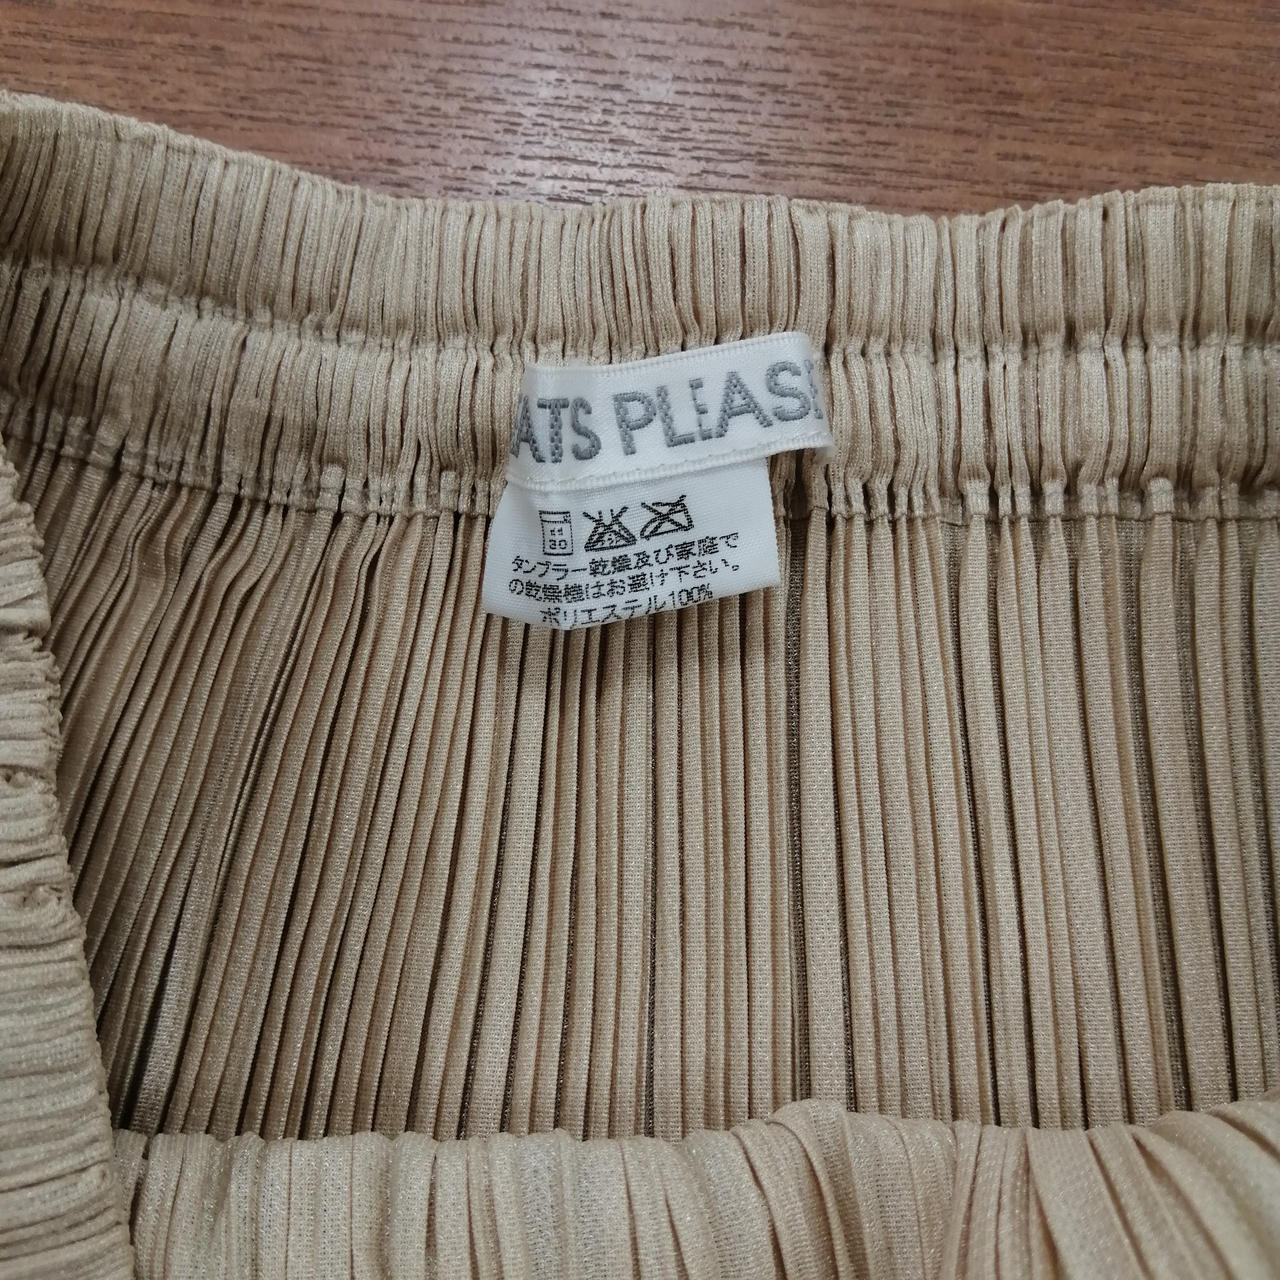 ATS PLEASE
タンブラー乾燥及び家庭で
の乾燥機はお避け下さい。
ポリエステル100%